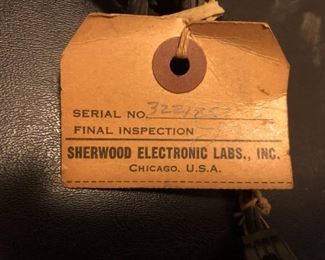 SERIAL NO.
FINAL INSPECTION
SHERWOOD ELECTRONIC LABS., INC.
CHICAGO. U.S.A.